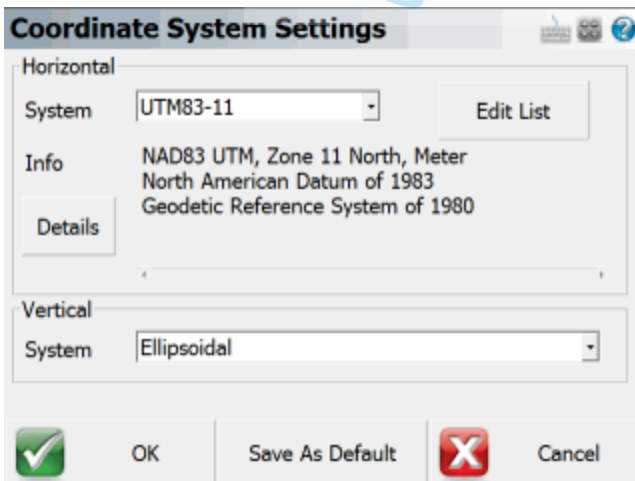 Coordinate System Settings
Horizontal
System UTM83-11 Edit List
Info NAD83 UTM, Zone 11 North, Meter
North American Datum of 1983
Geodetic Reference System of 1980
Details
Vertical
System Ellipsoidal
OK Save As Default Cancel